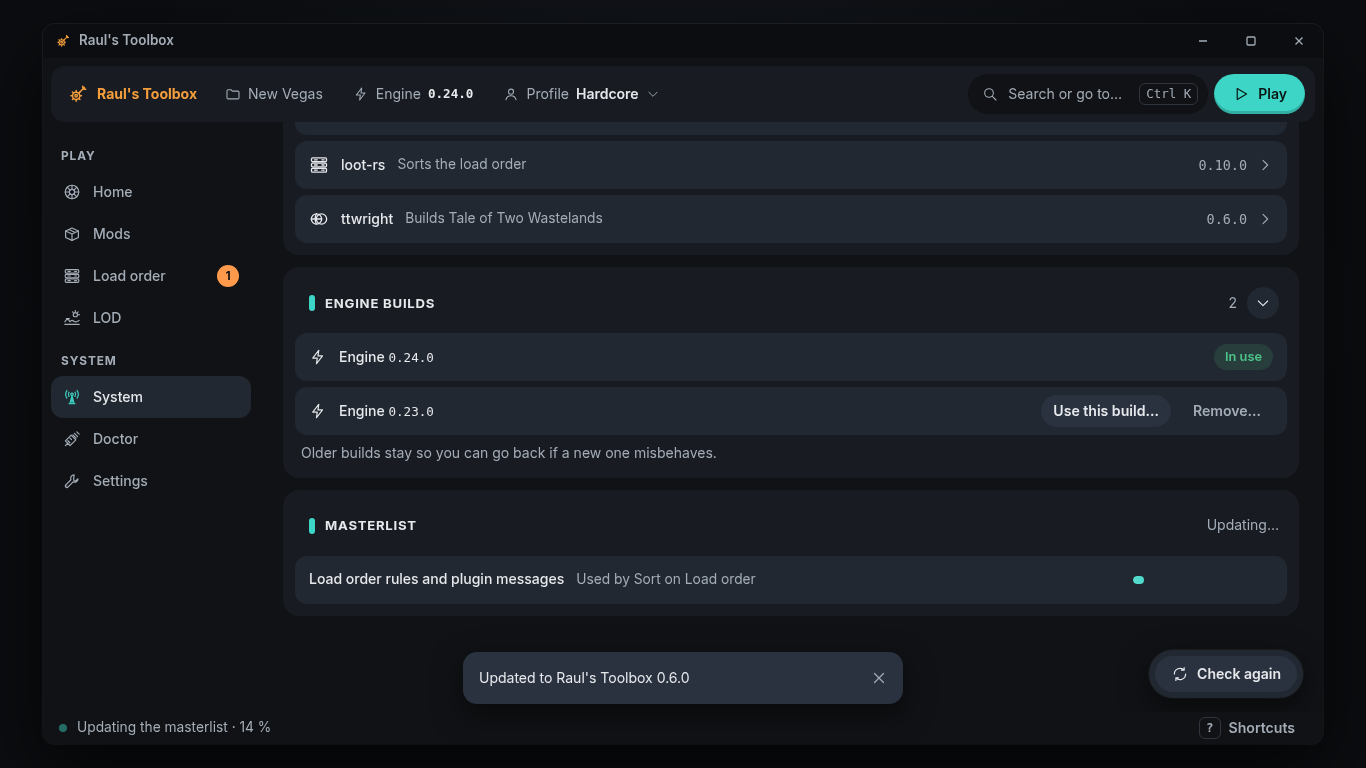 Raul's Toolbox
Raul's Toolbox
New Vegas
Engine 0.24.0
Profile Hardcore
Search or go to...
Ctrl K
Play
PLAY
Home
Mods
Load order
1
LOD
SYSTEM
System
Doctor
Settings
loot-rs Sorts the load order 0.10.0
ttwright Builds Tale of Two Wastelands 0.6.0
ENGINE BUILDS 2
Engine 0.24.0 In use
Engine 0.23.0 Use this build... Remove...
Older builds stay so you can go back if a new one misbehaves.
MASTERLIST Updating...
Load order rules and plugin messages Used by Sort on Load order
Updated to Raul's Toolbox 0.6.0
Check again
Updating the masterlist · 14 %
? Shortcuts